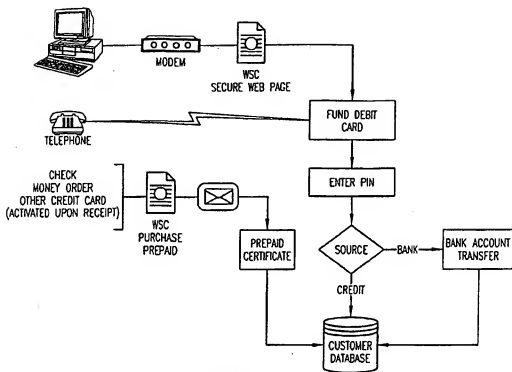 MODEM
WSC
SECURE WEB PAGE
FUND DEBIT
CARD
TELEPHONE
ENTER PIN
CHECK
MONEY ORDER
OTHER CREDIT CARD
(ACTIVATED UPON RECEIPT)
WSC
PURCHASE
PREPAID
PREPAID
CERTIFICATE
SOURCE
BANK
BANK ACCOUNT
TRANSFER
CREDIT
CUSTOMER
DATABASE